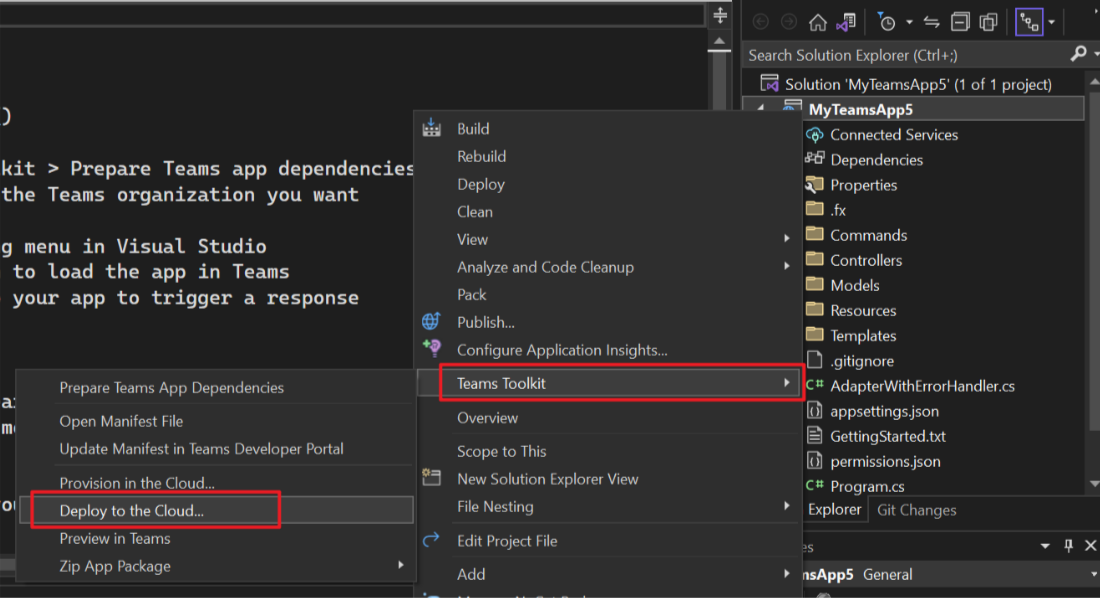 Search Solution Explorer (Ctrl+;)
Solution 'MyTeamsApp5' (1 of 1 project)
MyTeamsApp5
Connected Services
Dependencies
Properties
.fx
Commands
Controllers
Models
Resources
Templates
.gitignore
C# AdapterWithErrorHandler.cs
appsettings.json
GettingStarted.txt
permissions.json
C# Program.cs
Explorer
Git Changes
General
)
kit > Prepare Teams app dependencies
the Teams organization you want
g menu in Visual Studio
to load the app in Teams
your app to trigger a response
Build
Rebuild
Deploy
Clean
View
Analyze and Code Cleanup
Pack
Publish...
Configure Application Insights...
Teams Toolkit
Overview
Scope to This
New Solution Explorer View
File Nesting
Edit Project File
Add
Prepare Teams App Dependencies
Open Manifest File
Update Manifest in Teams Developer Portal
Provision in the Cloud...
Deploy to the Cloud...
Preview in Teams
Zip App Package